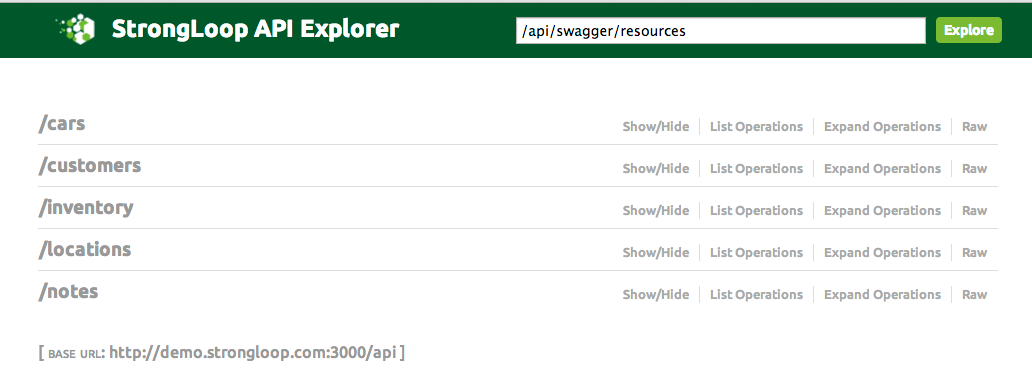 StrongLoop API Explorer /api/swagger/resources Explore
/cars Show/Hide List Operations Expand Operations Raw
/customers Show/Hide List Operations Expand Operations Raw
/inventory Show/Hide List Operations Expand Operations Raw
/locations Show/Hide List Operations Expand Operations Raw
/notes Show/Hide List Operations Expand Operations Raw
[ BASE URL: http://demo.strongloop.com:3000/api ]